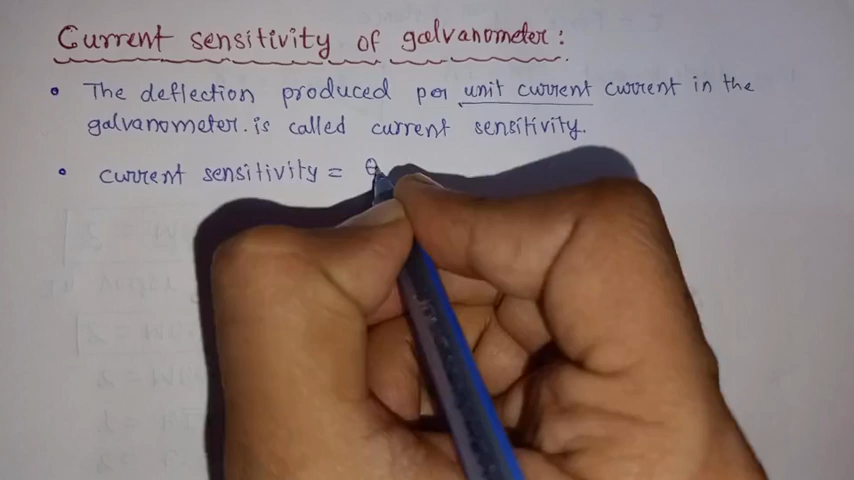 Current sensitivity of galvanometer:
• The deflection produced per unit current current in the
galvanometer. is called current sensitivity.
• current sensitivity = θ